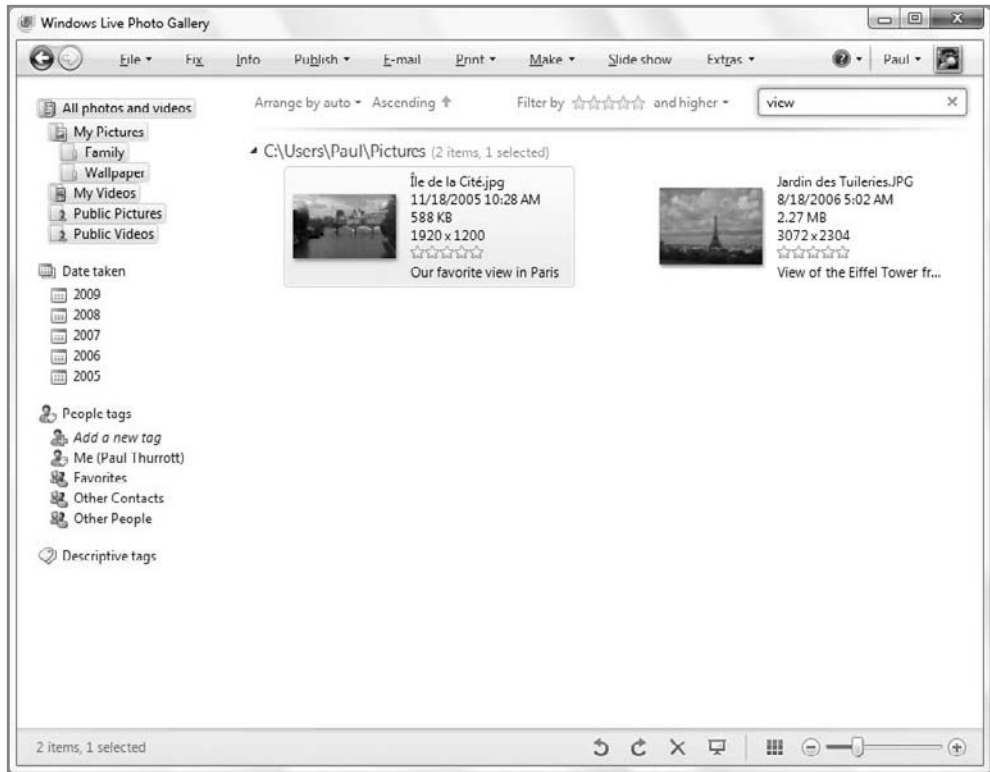 Windows Live Photo Gallery
File Fix Info Publish E-mail Print Make Slide show Extras Paul
Arrange by auto Ascending Filter by and higher view
All photos and videos
My Pictures
Family
Wallpaper
My Videos
Public Pictures
Public Videos
Date taken
2009
2008
2007
2006
2005
People tags
Add a new tag
Me (Paul Thurrott)
Favorites
Other Contacts
Other People
Descriptive tags
C:\Users\Paul\Pictures (2 items, 1 selected)
Île de la Cité.jpg
11/18/2005 10:28 AM
588 KB
1920 x 1200
Our favorite view in Paris
Jardin des Tuileries.JPG
8/18/2006 5:02 AM
2.27 MB
3072 x 2304
View of the Eiffel Tower fr...
2 items, 1 selected